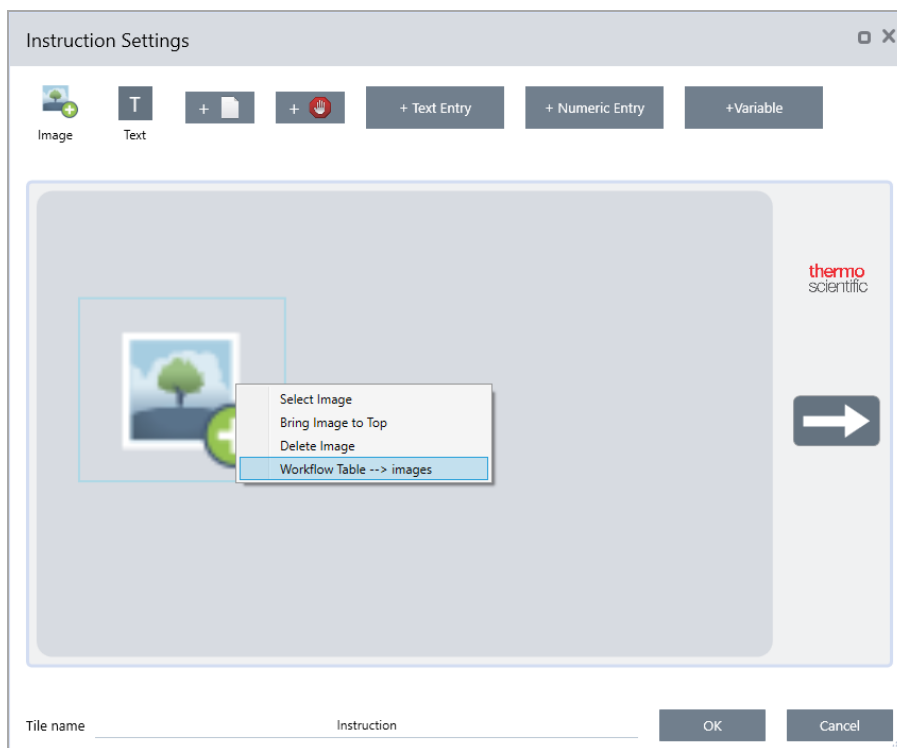 Instruction Settings
T
+
+
+ Text Entry
+ Numeric Entry
+Variable
Image
Text
thermo
scientific
Select Image
Bring Image to Top
Delete Image
Workflow Table --> images
Tile name
Instruction
OK
Cancel